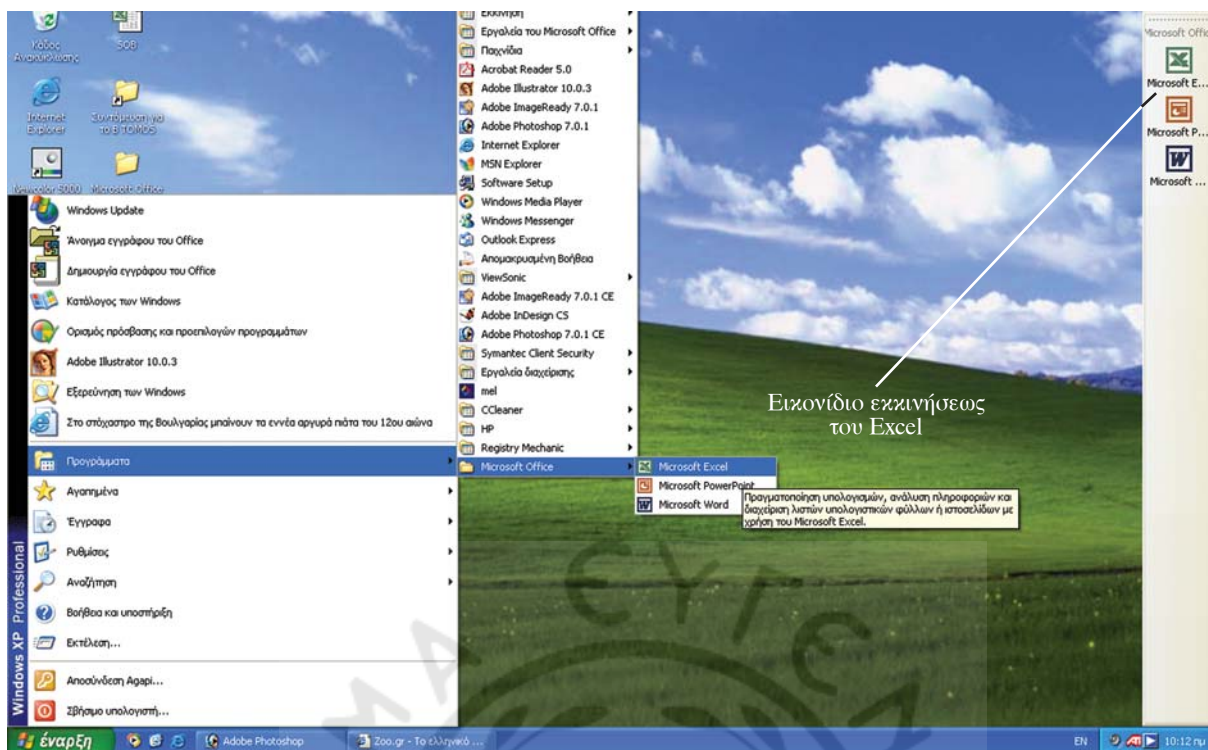 Κάδος
Ανακύκλωσης
SOB
Internet
Explorer
Συντόμευση για
το Β TOMOS
Newcolor 5000
Microsoft Office
Windows Update
Άνοιγμα εγγράφου του Office
Δημιουργία εγγράφου του Office
Κατάλογος των Windows
Ορισμός πρόσβασης και προεπιλογών προγραμμάτων
Adobe Illustrator 10.0.3
Εξερεύνηση των Windows
Στο στόχαστρο της Βουλγαρίας μπαίνουν τα εννέα αργυρά πιάτα του 12ου αιώνα
Προγράμματα
Αγαπημένα
Έγγραφα
Ρυθμίσεις
Αναζήτηση
Βοήθεια και υποστήριξη
Εκτέλεση...
Αποσύνδεση Agapi...
Σβήσιμο υπολογιστή...
Windows XP Professional
Εκκίνηση
Εργαλεία του Microsoft Office
Παιχνίδια
Acrobat Reader 5.0
Adobe Illustrator 10.0.3
Adobe ImageReady 7.0.1
Adobe Photoshop 7.0.1
Internet Explorer
MSN Explorer
Software Setup
Windows Media Player
Windows Messenger
Outlook Express
Απομακρυσμένη Βοήθεια
ViewSonic
Adobe ImageReady 7.0.1 CE
Adobe InDesign CS
Adobe Photoshop 7.0.1 CE
Symantec Client Security
Εργαλεία διαχείρισης
mel
CCleaner
HP
Registry Mechanic
Microsoft Office
Microsoft Excel
Microsoft PowerPoint
Microsoft Word
Πραγματοποίηση υπολογισμών, ανάλυση πληροφοριών και
διαχείριση λιστών υπολογιστικών φύλλων ή ιστοσελίδων με
χρήση του Microsoft Excel.
Εικονίδιο εκκινήσεως
του Excel
Microsoft Offic
Microsoft E...
Microsoft P...
Microsoft ...
έναρξη
Adobe Photoshop
Zoo.gr - Το ελληνικό ...
EN
10:12 πμ